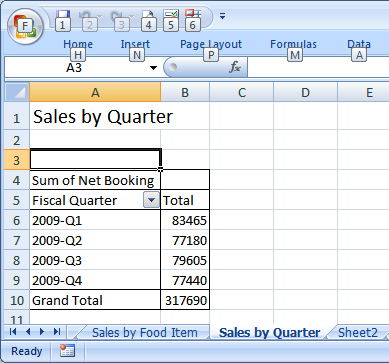 F 1 2 3 4 5 6
Home Insert Page Layout Formulas Data
H N P M A
A3 fx
A B C D E
1 Sales by Quarter
2
3
4 Sum of Net Booking
5 Fiscal Quarter Total
6 2009-Q1 83465
7 2009-Q2 77180
8 2009-Q3 79605
9 2009-Q4 77440
10 Grand Total 317690
11
Sales by Food Item Sales by Quarter Sheet2
Ready